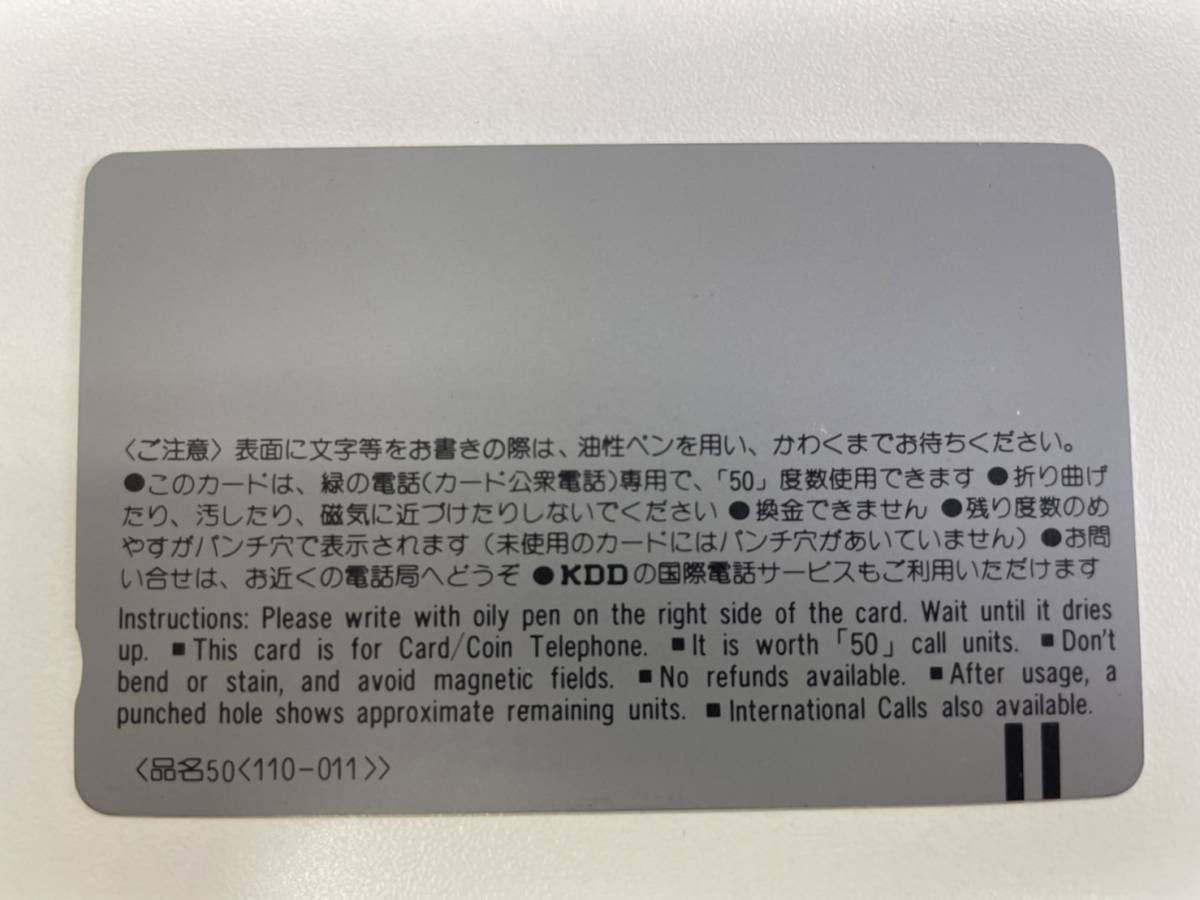 〈ご注意〉表面に文字等をお書きの際は、油性ペンを用い、かわくまでお待ちください。
●このカードは、緑の電話(カード公衆電話)専用で、「50」度数使用できます ●折り曲げ
たり、汚したり、磁気に近づけたりしないでください ●換金できません ●残り度数のめ
やすがパンチ穴で表示されます(未使用のカードにはパンチ穴があいていません)●お問
い合せは、お近くの電話局へどうぞ ●KDDの国際電話サービスもご利用いただけます
Instructions: Please write with oily pen on the right side of the card. Wait until it dries
up. ■This card is for Card/Coin Telephone. ■It is worth「50」call units. ■Don't
bend or stain, and avoid magnetic fields. ■No refunds available. ■After usage, a
punched hole shows approximate remaining units. ■International Calls also available.
〈品名50〈110-011〉〉